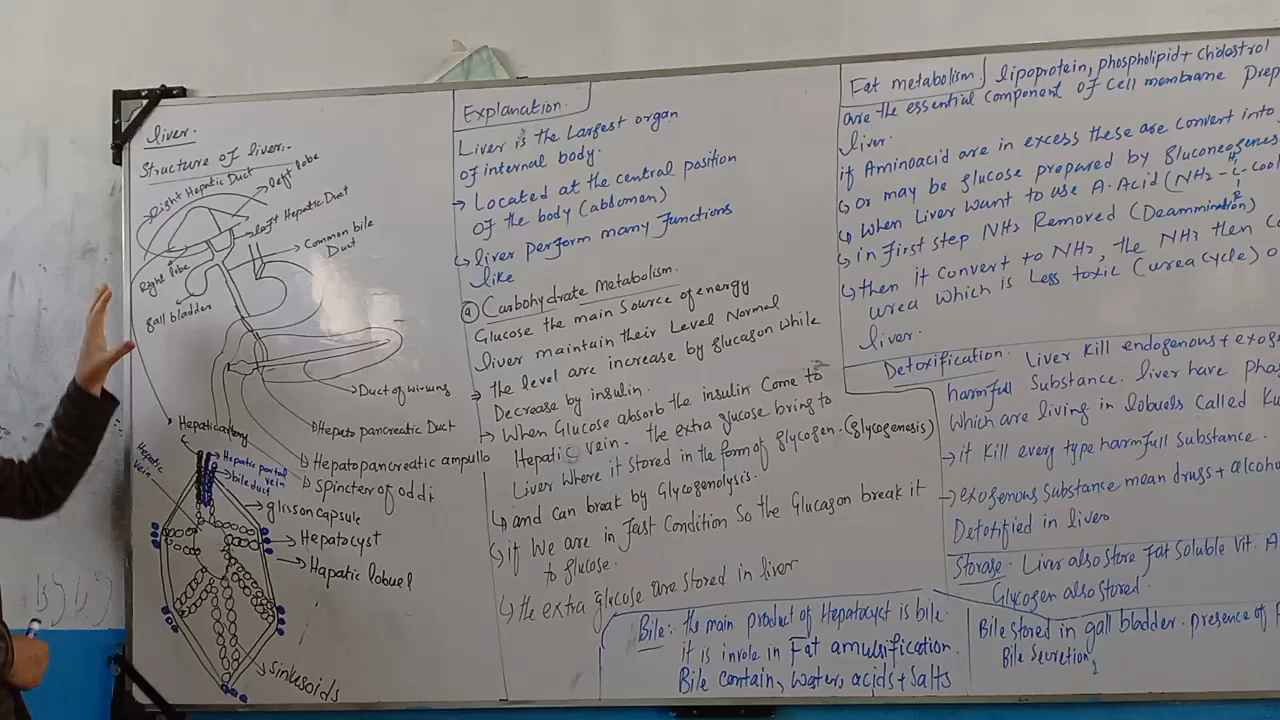 liver.
Structure of liver:-
Right Hepatic Duct
left lobe
left Hepatic Duct
Common bile
Duct
Right lobe
gall bladder
Duct of wirsung
Hepato pancreatic Duct
Hepatopancreatic ampullo
Spincter of oddi
Hepatic artery
Hepatic
vein
Hepatic portal
vein
bile duct
glisson capsule
Hepatocyst
Hapatic lobuel
Sinusoids
Explanation.
Liver is the Largest organ
of internal body.
→ Located at the central position
of the body (abdomen)
↳ liver perform many functions
like
ⓐ Carbohydrate Metabolism.
Glucose the main Source of energy
liver maintain their Level Normal
⇒ the level are increase by glucagon while
Decrease by insulin.
→ When Glucose absorb the insulin Come to
Hepatic vein. the extra glucose bring to
Liver where it stored in the form of glycogen. (glycogenesis)
↳ and can break by Glycogenolysis.
↳ if We are in fast Condition So the Glucagon break it
to glucose.
↳ the extra glucose are stored in liver
Bile:. the main product of Hepatocyst is bile.
it is invole in Fat amulsification.
Bile contain, Water, acids + Salts
Fat metabolism lipoprotein, phospholipid + cholostrol
are the essential component of Cell membrane Prep
liver.
if Aminoacid are in excess these are convert into
↳ or may be glucose prepared by gluconeogenes
↳ When Liver want to use A. Acid (NH2 - C - COOH
H
R
↳ in first step NH2 Removed (Deammination)
↳ then it Convert to NH3, the NH3 then Co
urea which is Less toxic (urea cycle) o
liver.
Detoxification. Liver kill endogenous + exog
harmfull Substance. liver have Phag
which are living in lobuels Called Ku
→ it Kill every type harmfull Substance.
→ exogenous Substance mean drugs + alcoho
Detotified in liver
Storage. Liver also store fat Soluble vit. A
Glycogen also Stored.
Bile stored in gall bladder. presence of
Bile Secretion